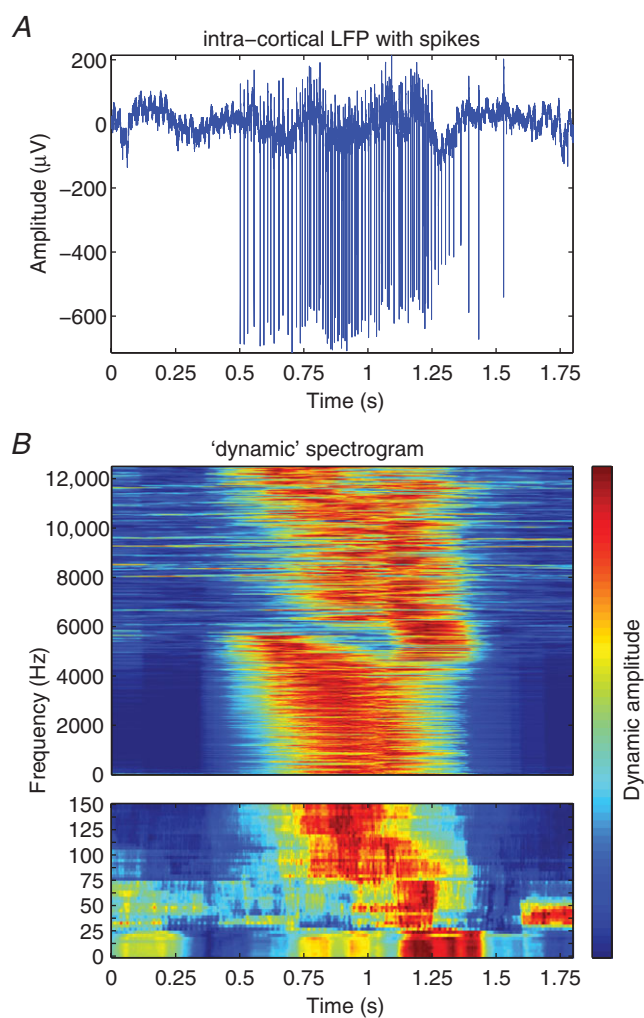 A
intra-cortical LFP with spikes
Amplitude (μV)
200
0
−200
−400
−600
0 0.25 0.5 0.75 1 1.25 1.5 1.75
Time (s)
B
‘dynamic’ spectrogram
Frequency (Hz)
12,000
10,000
8000
6000
4000
2000
0
150
125
100
75
50
25
0
0 0.25 0.5 0.75 1 1.25 1.5 1.75
Time (s)
Dynamic amplitude